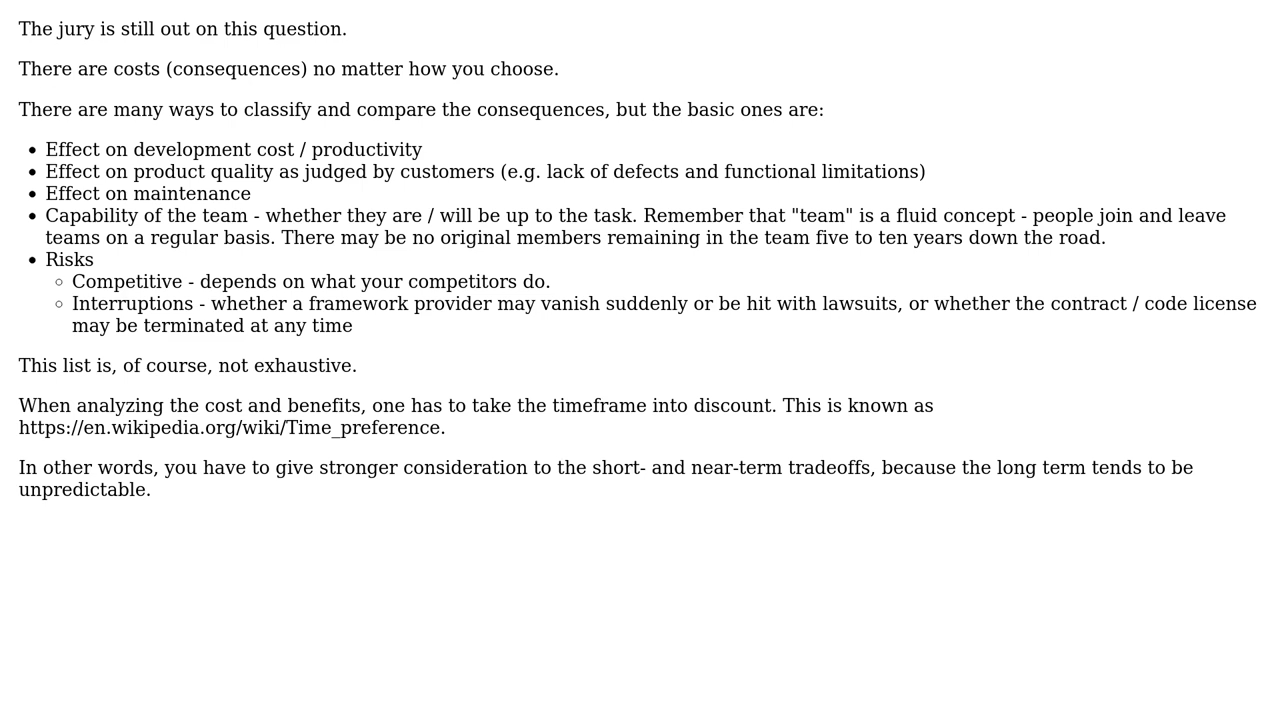 The jury is still out on this question.
There are costs (consequences) no matter how you choose.
There are many ways to classify and compare the consequences, but the basic ones are:
• Effect on development cost / productivity
• Effect on product quality as judged by customers (e.g. lack of defects and functional limitations)
• Effect on maintenance
• Capability of the team - whether they are / will be up to the task. Remember that "team" is a fluid concept - people join and leave
teams on a regular basis. There may be no original members remaining in the team five to ten years down the road.
• Risks
◦ Competitive - depends on what your competitors do.
◦ Interruptions - whether a framework provider may vanish suddenly or be hit with lawsuits, or whether the contract / code license
may be terminated at any time
This list is, of course, not exhaustive.
When analyzing the cost and benefits, one has to take the timeframe into discount. This is known as
https://en.wikipedia.org/wiki/Time_preference.
In other words, you have to give stronger consideration to the short- and near-term tradeoffs, because the long term tends to be
unpredictable.